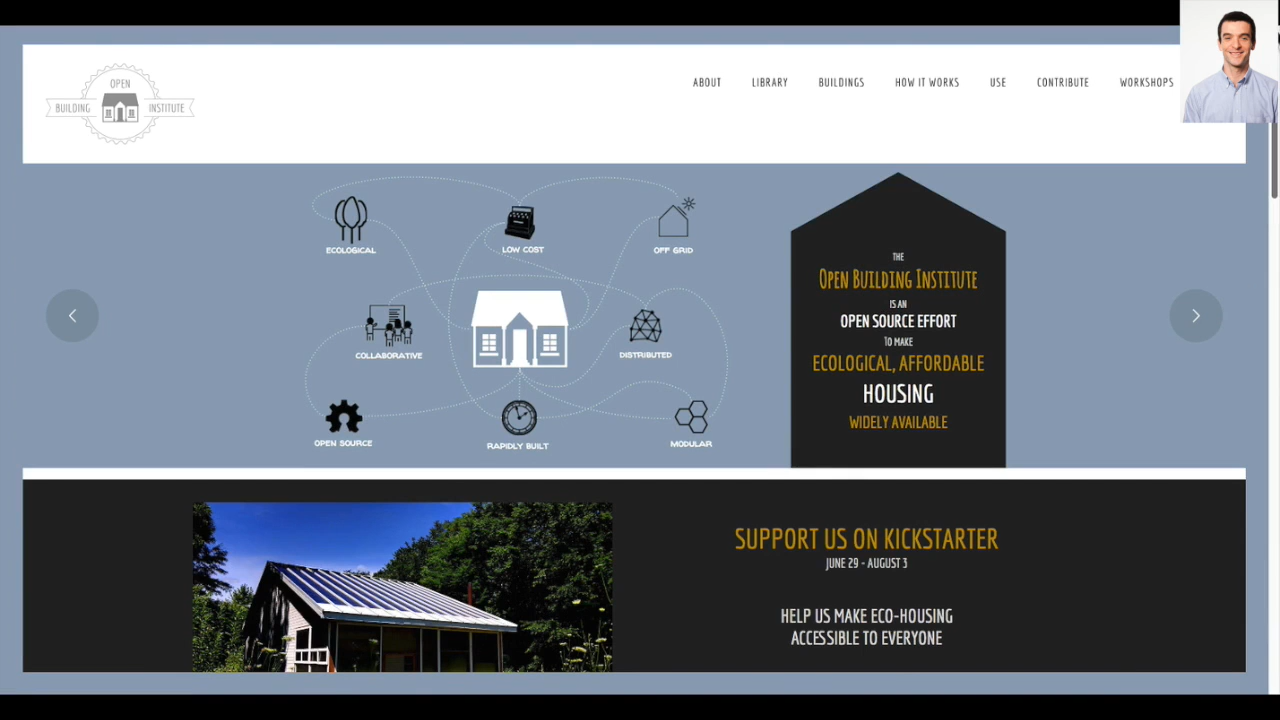 OPEN
BUILDING INSTITUTE
ABOUT LIBRARY BUILDINGS HOW IT WORKS USE CONTRIBUTE WORKSHOPS
ECOLOGICAL
LOW COST
OFF GRID
COLLABORATIVE
DISTRIBUTED
OPEN SOURCE
RAPIDLY BUILT
MODULAR
THE
OPEN BUILDING INSTITUTE
IS AN
OPEN SOURCE EFFORT
TO MAKE
ECOLOGICAL, AFFORDABLE
HOUSING
WIDELY AVAILABLE
SUPPORT US ON KICKSTARTER
JUNE 29 - AUGUST 3
HELP US MAKE ECO-HOUSING
ACCESSIBLE TO EVERYONE